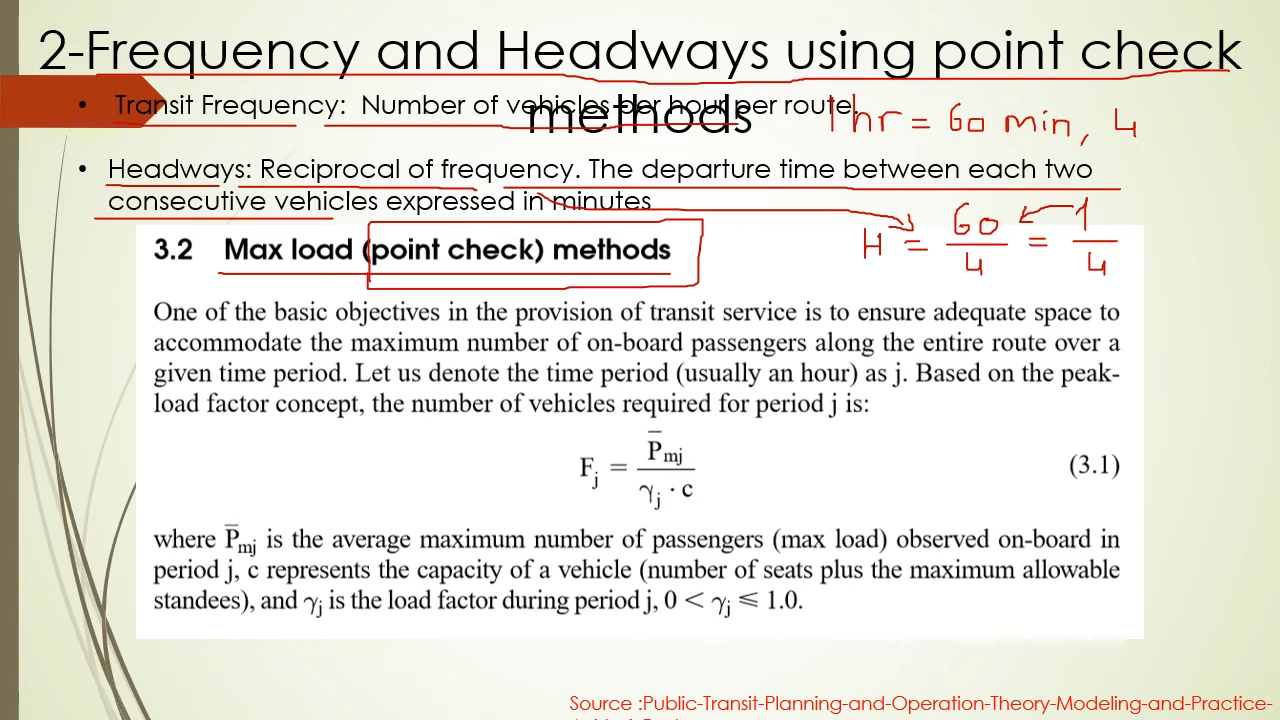 2-Frequency and Headways using point check
methods
• Transit Frequency: Number of vehicles per hour per route
1 hr = 60 min, 4
• Headways: Reciprocal of frequency. The departure time between each two
consecutive vehicles expressed in minutes
H = 60/4 = 1/4
3.2 Max load (point check) methods
One of the basic objectives in the provision of transit service is to ensure adequate space to
accommodate the maximum number of on-board passengers along the entire route over a
given time period. Let us denote the time period (usually an hour) as j. Based on the peak-
load factor concept, the number of vehicles required for period j is:
Fj = P̄mj / γj · c (3.1)
where P̄mj is the average maximum number of passengers (max load) observed on-board in
period j, c represents the capacity of a vehicle (number of seats plus the maximum allowable
standees), and γj is the load factor during period j, 0 < γj ⩽ 1.0.
Source :Public-Transit-Planning-and-Operation-Theory-Modeling-and-Practice-